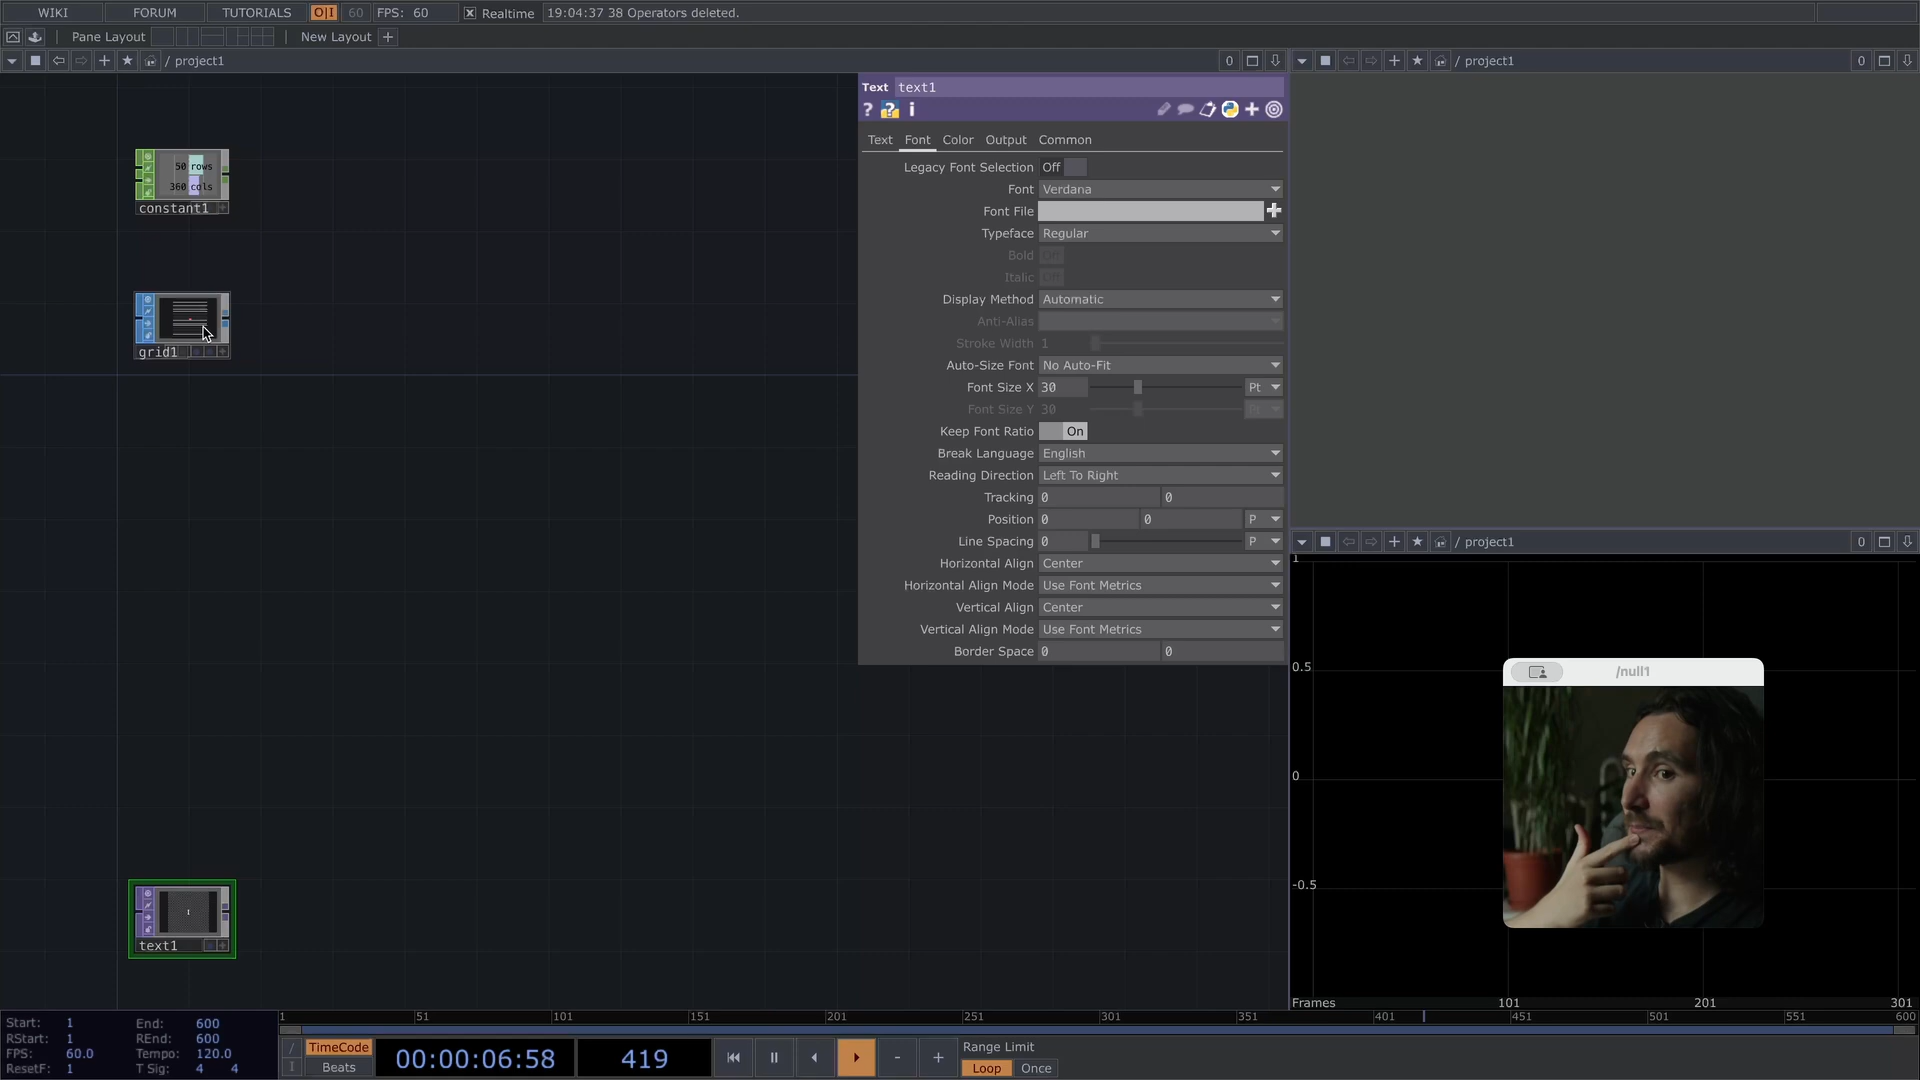 WIKI FORUM TUTORIALS O|I 60 FPS: 60 Realtime 19:04:37 38 Operators deleted.
Pane Layout New Layout +
/ project1 0
/ project1 0
Text text1
? ? i
Text Font Color Output Common
Legacy Font Selection Off
Font Verdana
Font File
Typeface Regular
Bold Off
Italic Off
Display Method Automatic
Anti-Alias
Stroke Width 1
Auto-Size Font No Auto-Fit
Font Size X 30 Pt
Font Size Y 30 Pt
Keep Font Ratio On
Break Language English
Reading Direction Left To Right
Tracking 0 0
Position 0 0 P
Line Spacing 0 P
Horizontal Align Center
Horizontal Align Mode Use Font Metrics
Vertical Align Center
Vertical Align Mode Use Font Metrics
Border Space 0 0
50 rows
360 cols
constant1
grid1
text1
/ project1 0
1
0.5
0
-0.5
/null1
Frames 101 201 301
1 51 101 151 201 251 301 351 401 451 501 551 600
Start: 1 End: 600
RStart: 1 REnd: 600
FPS: 60.0 Tempo: 120.0
ResetF: 1 T Sig: 4 4
TimeCode
Beats
00:00:06:58 419
Range Limit
Loop Once